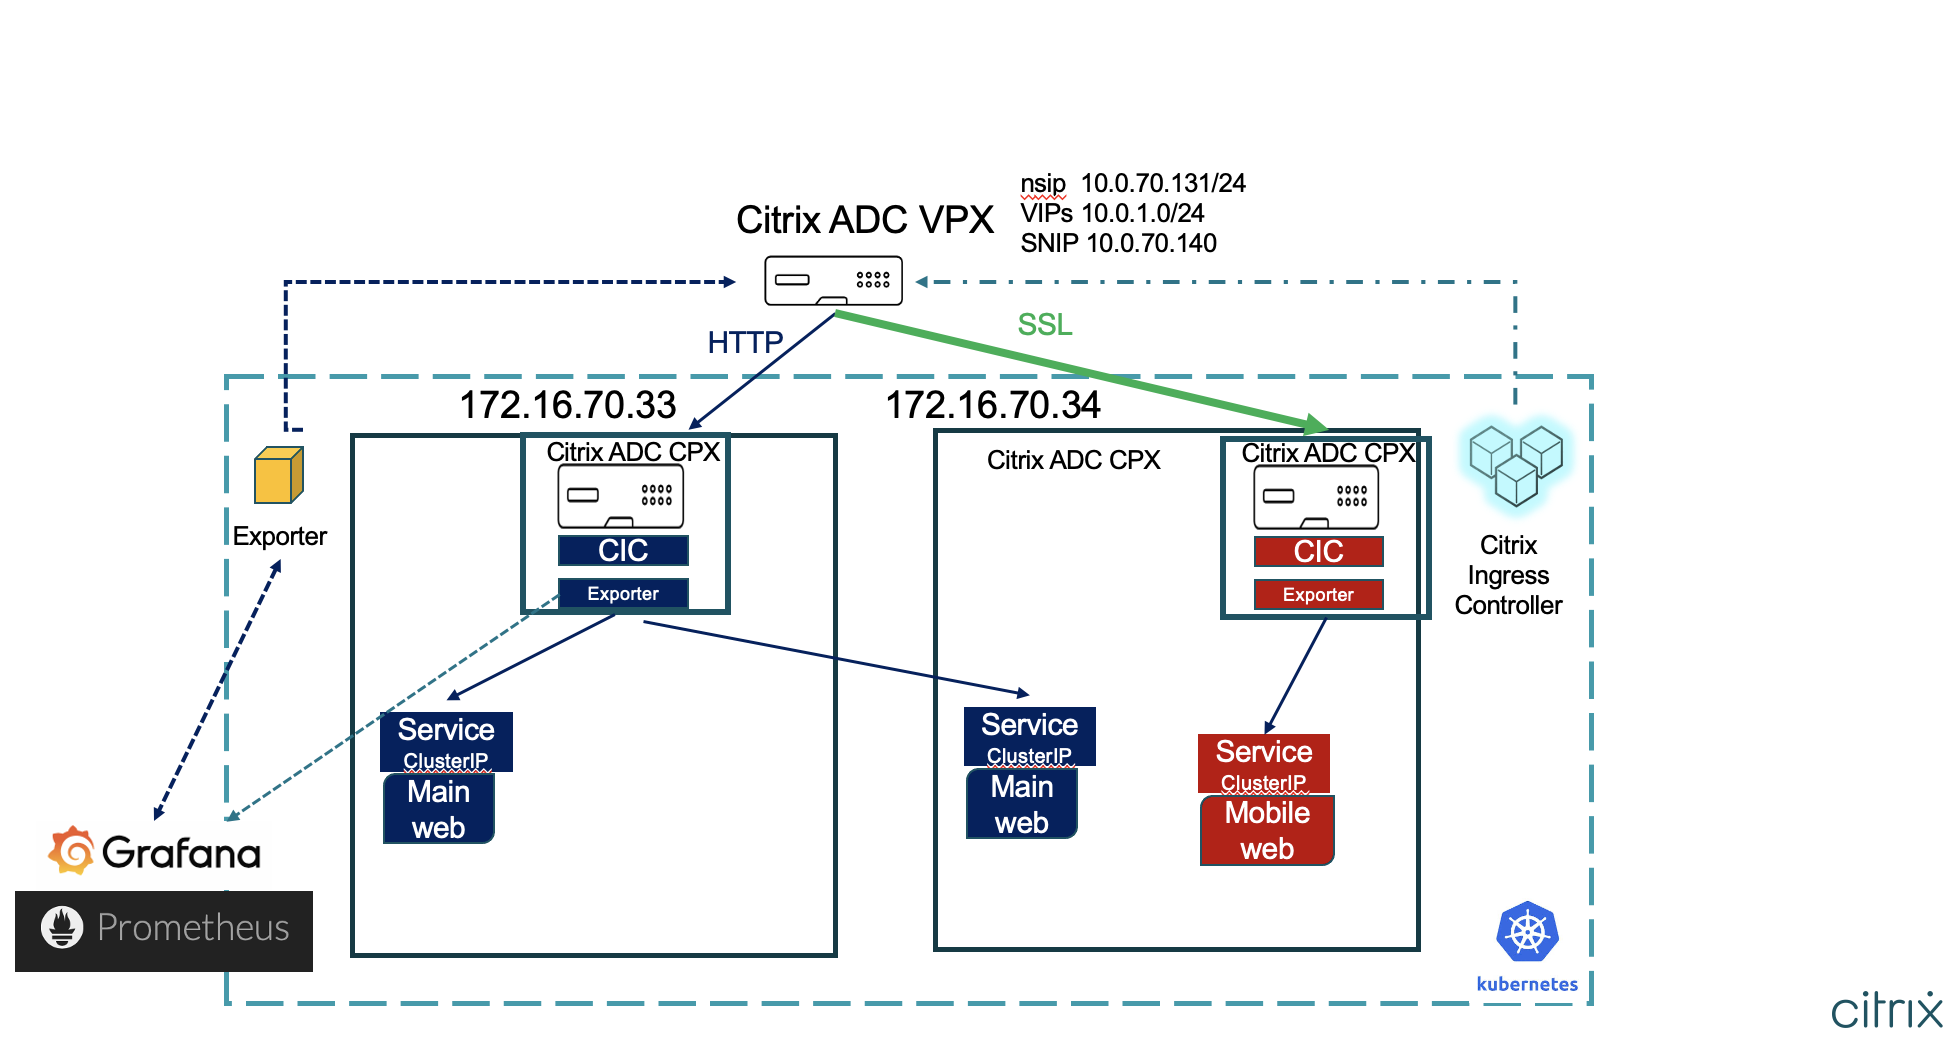 nsip 10.0.70.131/24
VIPs 10.0.1.0/24
SNIP 10.0.70.140
Citrix ADC VPX
HTTP
SSL
172.16.70.33
172.16.70.34
Citrix ADC CPX
CIC
Exporter
Citrix ADC CPX
Citrix ADC CPX
CIC
Exporter
Exporter
Citrix
Ingress
Controller
Service
ClusterIP
Main
web
Service
ClusterIP
Main
web
Service
ClusterIP
Mobile
web
Grafana
Prometheus
kubernetes
citrix